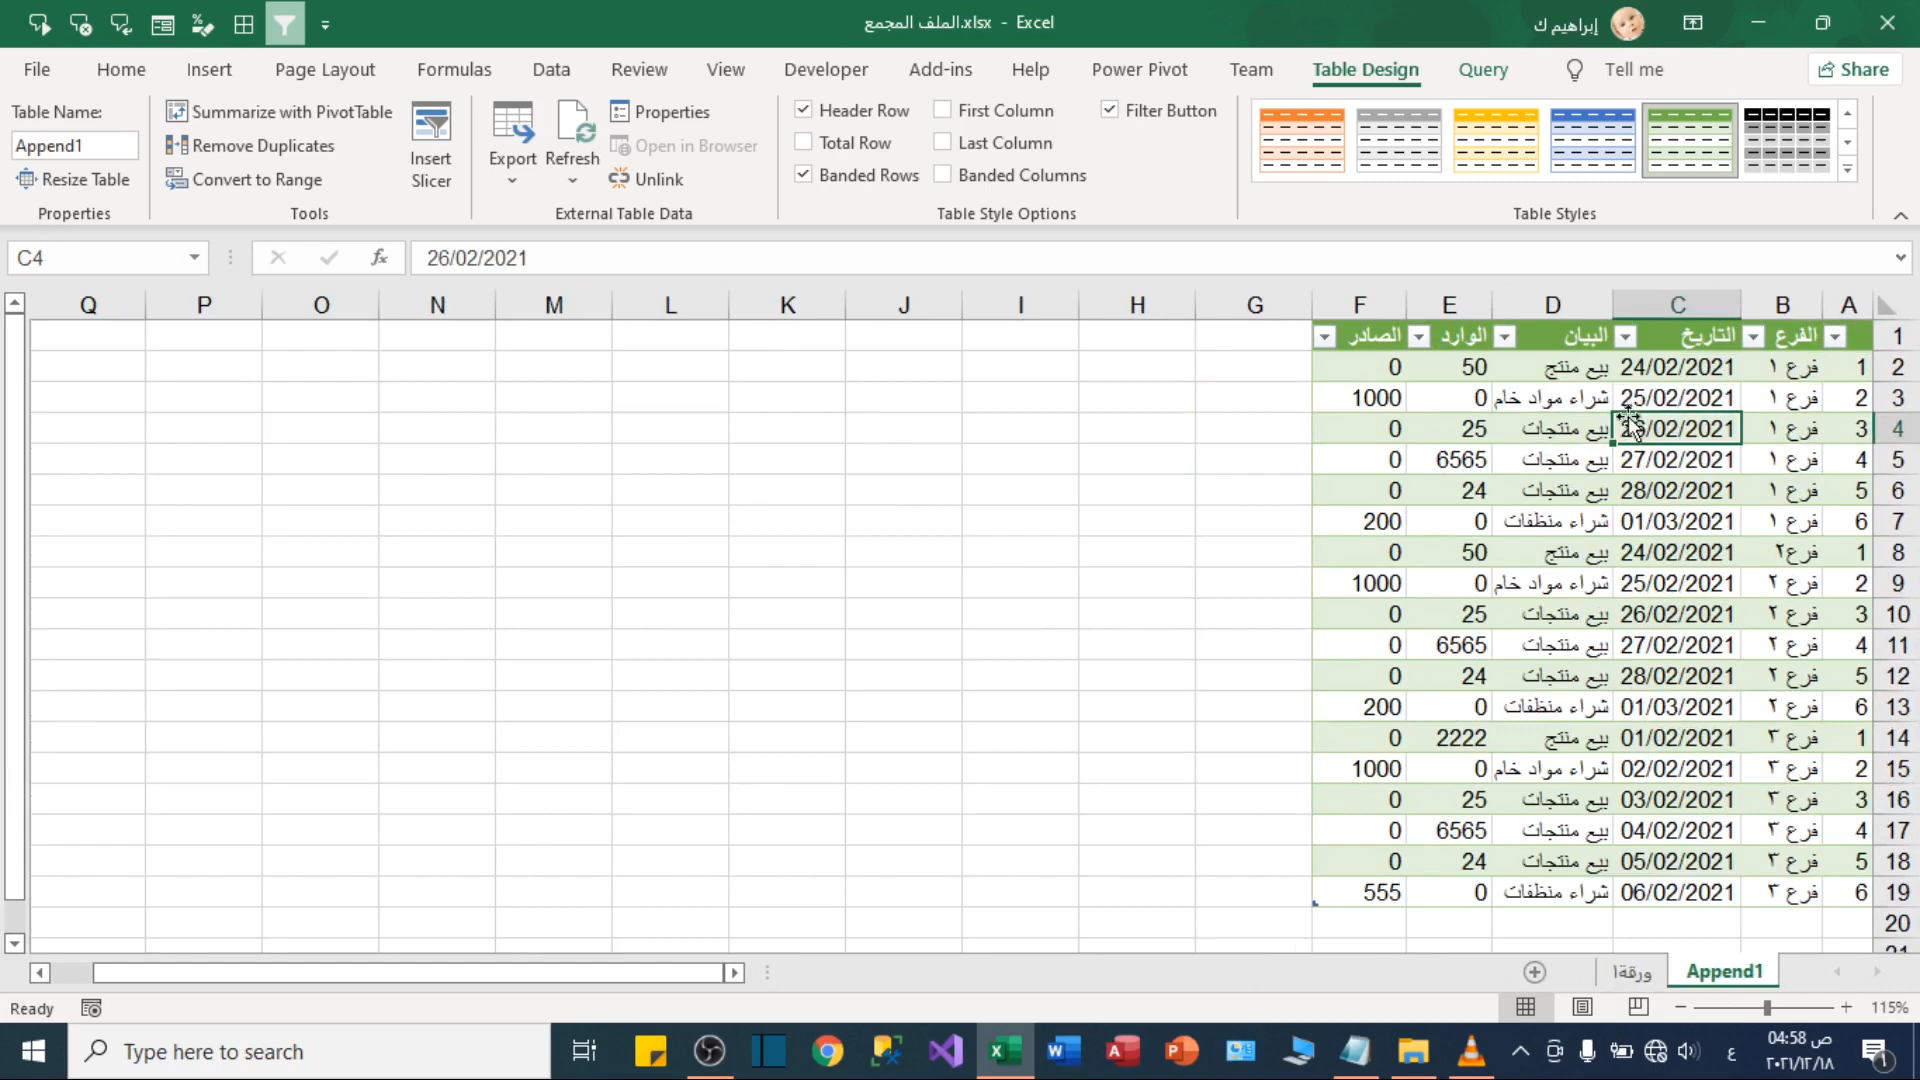 الملف المجمع.xlsx - Excel
إبراهيم ك
File Home Insert Page Layout Formulas Data Review View Developer Add-ins Help Power Pivot Team Table Design Query Tell me Share
Table Name:
Append1
Resize Table
Properties
Summarize with PivotTable
Remove Duplicates
Convert to Range
Tools
Insert Slicer
Export
Refresh
Properties
Open in Browser
Unlink
External Table Data
Header Row
Total Row
Banded Rows
First Column
Last Column
Banded Columns
Filter Button
Table Style Options
Table Styles
C4
fx
26/02/2021
Q P O N M L K J I H G F E D C B A
1 الفرع التاريخ البيان الوارد الصادر
2 1 فرع ١ 24/02/2021 بيع منتج 50 0
3 2 فرع ١ 25/02/2021 شراء مواد خام 0 1000
4 3 فرع ١ 26/02/2021 بيع منتجات 25 0
5 4 فرع ١ 27/02/2021 بيع منتجات 6565 0
6 5 فرع ١ 28/02/2021 بيع منتجات 24 0
7 6 فرع ١ 01/03/2021 شراء منظفات 0 200
8 1 فرع٢ 24/02/2021 بيع منتج 50 0
9 2 فرع ٢ 25/02/2021 شراء مواد خام 0 1000
10 3 فرع ٢ 26/02/2021 بيع منتجات 25 0
11 4 فرع ٢ 27/02/2021 بيع منتجات 6565 0
12 5 فرع ٢ 28/02/2021 بيع منتجات 24 0
13 6 فرع ٢ 01/03/2021 شراء منظفات 0 200
14 1 فرع ٣ 01/02/2021 بيع منتج 2222 0
15 2 فرع ٣ 02/02/2021 شراء مواد خام 0 1000
16 3 فرع ٣ 03/02/2021 بيع منتجات 25 0
17 4 فرع ٣ 04/02/2021 بيع منتجات 6565 0
18 5 فرع ٣ 05/02/2021 بيع منتجات 24 0
19 6 فرع ٣ 06/02/2021 شراء منظفات 0 555
20
21
ورقة١ Append1
Ready
115%
Type here to search
ع
04:58 ص
٢٠٢١/١٢/١٨
1